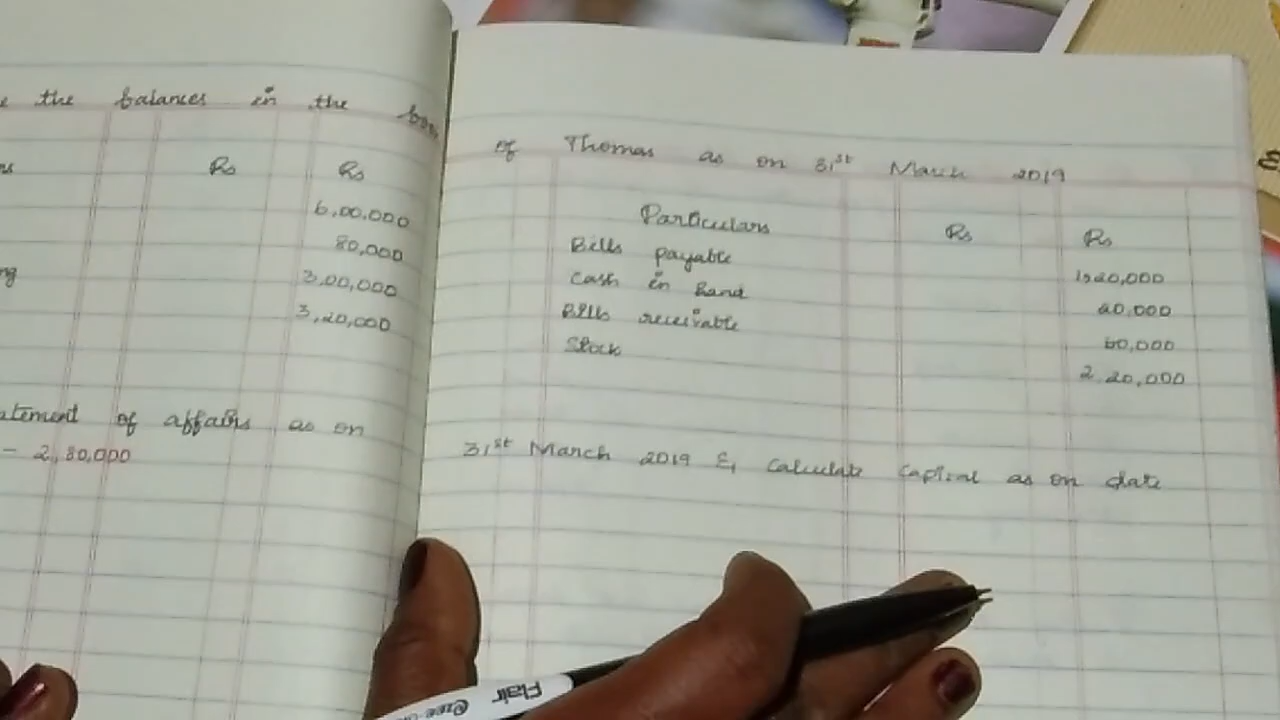 the balances in the
Rs Rs
6,00,000
80,000
ng 3,00,000
3,20,000
atement of affairs as on
- 2,80,000
of Thomas as on 31st March 2019
Particulars Rs Rs
Bills payable 1,20,000
Cash in hand 20,000
Bills receivable 60,000
Stock 2,20,000
31st March 2019 & Calculate Capital as on date
Flair